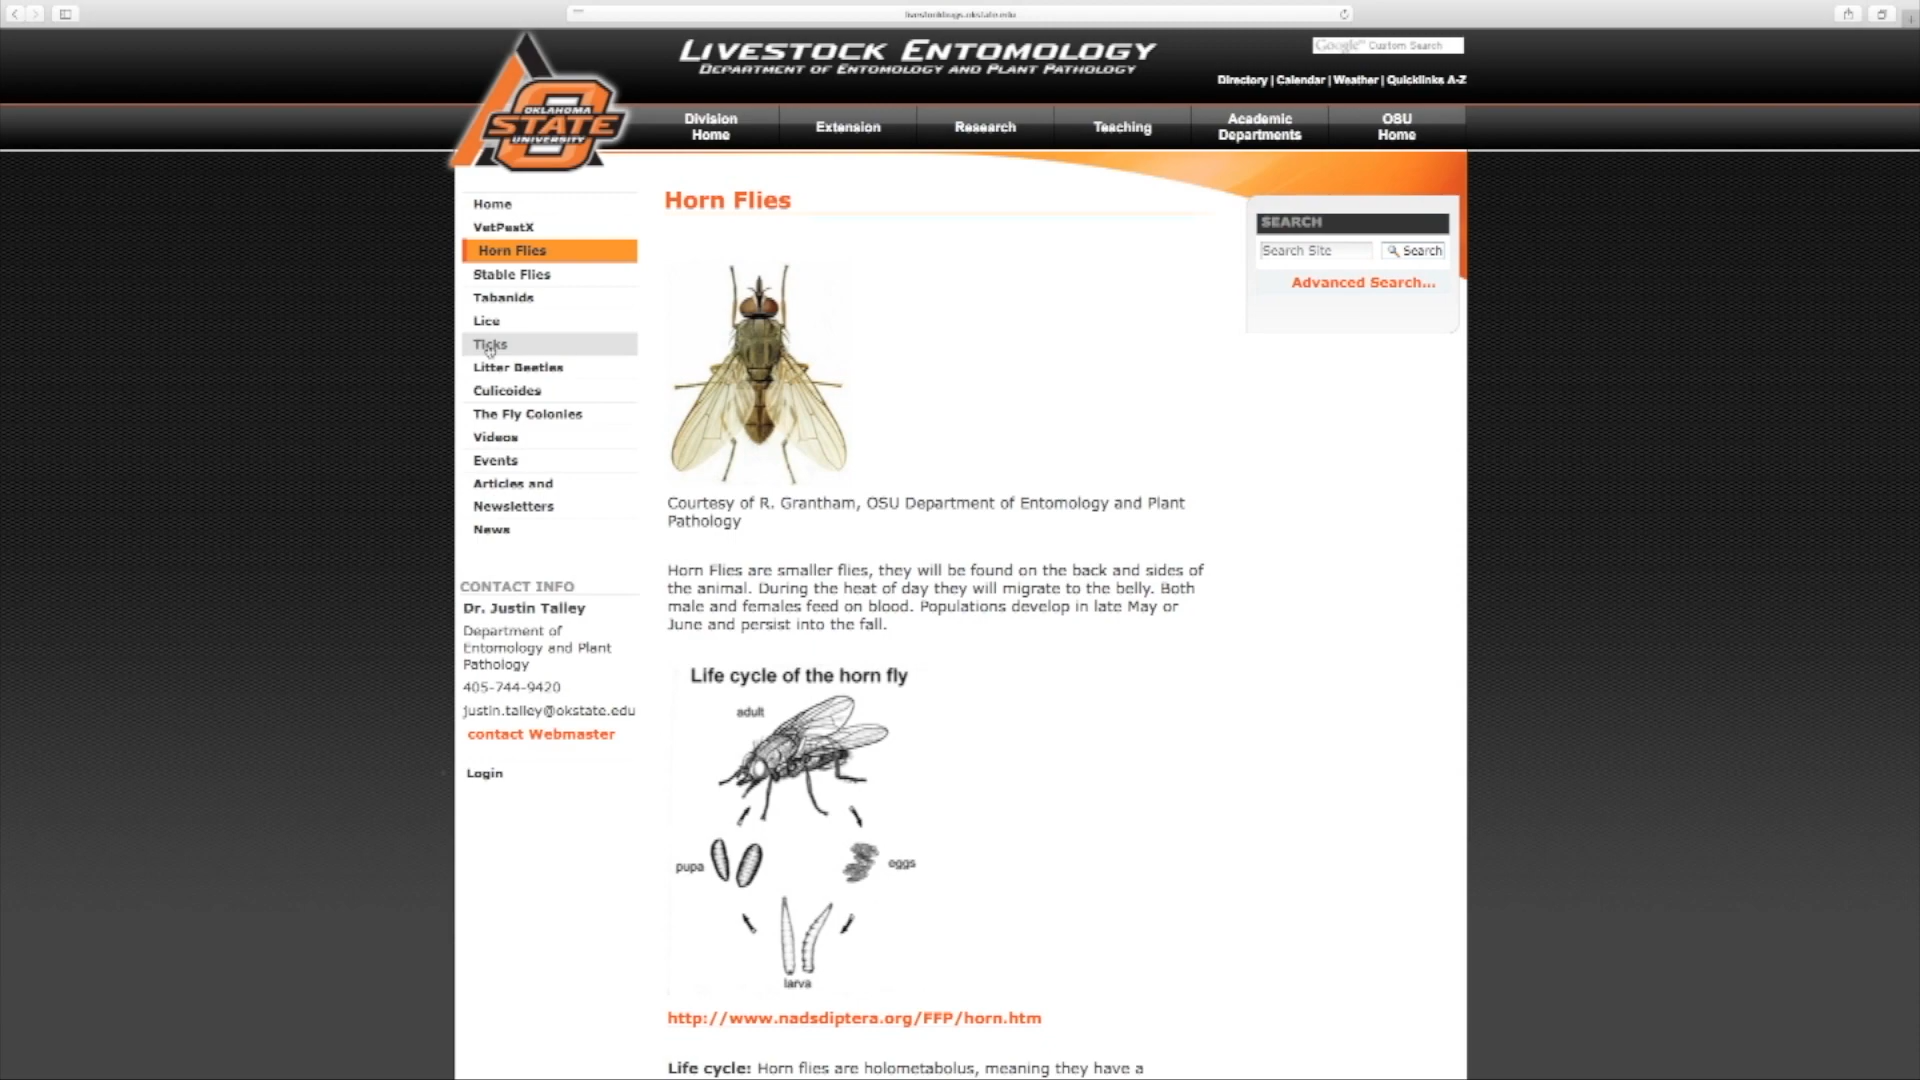 livestockbugs.okstate.edu
LIVESTOCK ENTOMOLOGY
DEPARTMENT OF ENTOMOLOGY AND PLANT PATHOLOGY
Google™ Custom Search
Directory | Calendar | Weather | Quicklinks A-Z
OKLAHOMA
STATE
UNIVERSITY
Division
Home
Extension
Research
Teaching
Academic
Departments
OSU
Home
Home
VetPestX
Horn Flies
Stable Flies
Tabanids
Lice
Ticks
Litter Beetles
Culicoides
The Fly Colonies
Videos
Events
Articles and
Newsletters
News
CONTACT INFO
Dr. Justin Talley
Department of
Entomology and Plant
Pathology
405-744-9420
justin.talley@okstate.edu
contact Webmaster
Login
Horn Flies
Courtesy of R. Grantham, OSU Department of Entomology and Plant
Pathology
Horn Flies are smaller flies, they will be found on the back and sides of
the animal. During the heat of day they will migrate to the belly. Both
male and females feed on blood. Populations develop in late May or
June and persist into the fall.
Life cycle of the horn fly
adult
pupa
eggs
larva
http://www.nadsdiptera.org/FFP/horn.htm
Life cycle: Horn flies are holometabolus, meaning they have a
SEARCH
Search Site
Search
Advanced Search...